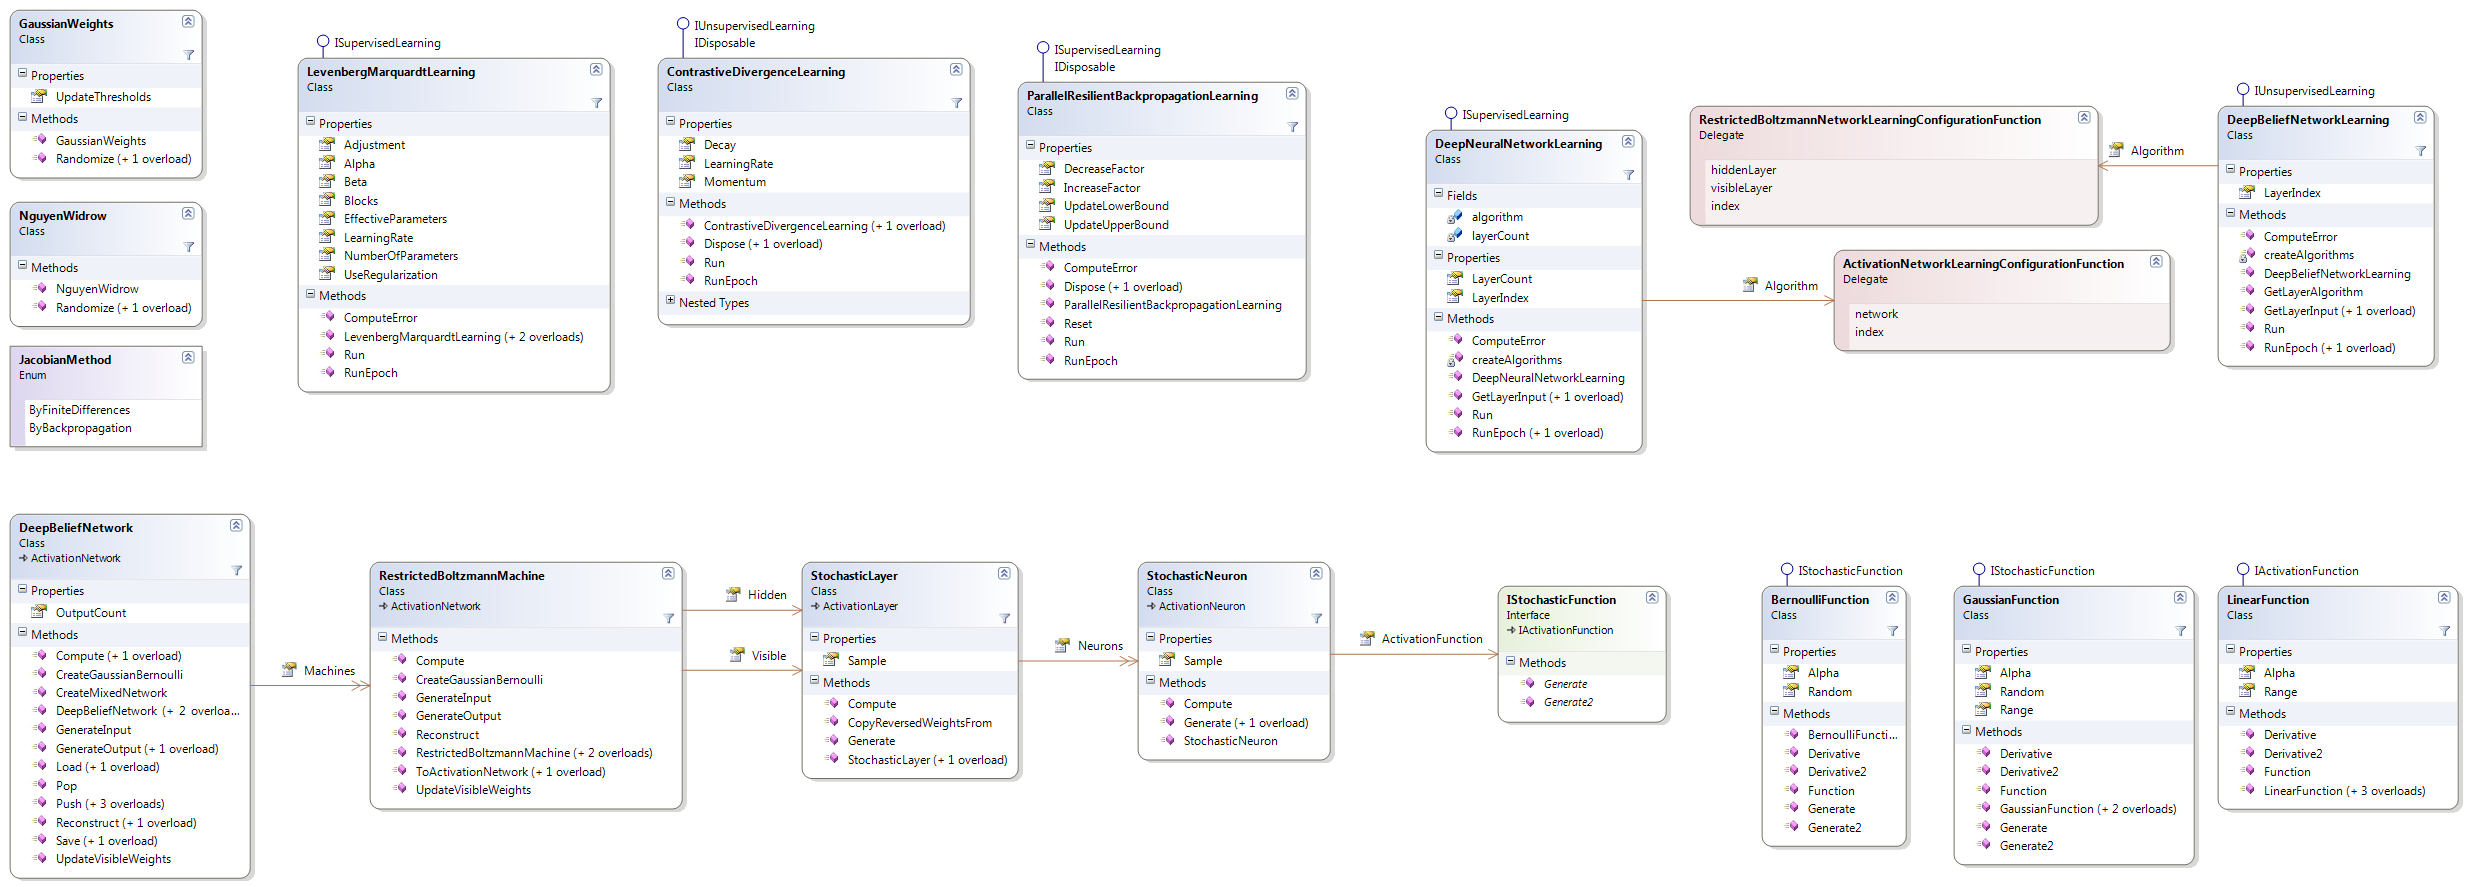 GaussianWeights
Class
Properties
UpdateThresholds
Methods
GaussianWeights
Randomize (+ 1 overload)
NguyenWidrow
Class
Methods
NguyenWidrow
Randomize (+ 1 overload)
JacobianMethod
Enum
ByFiniteDifferences
ByBackpropagation
ISupervisedLearning
LevenbergMarquardtLearning
Class
Properties
Adjustment
Alpha
Beta
Blocks
EffectiveParameters
LearningRate
NumberOfParameters
UseRegularization
Methods
ComputeError
LevenbergMarquardtLearning (+ 2 overloads)
Run
RunEpoch
IUnsupervisedLearning
IDisposable
ContrastiveDivergenceLearning
Class
Properties
Decay
LearningRate
Momentum
Methods
ContrastiveDivergenceLearning (+ 1 overload)
Dispose (+ 1 overload)
Run
RunEpoch
Nested Types
ISupervisedLearning
IDisposable
ParallelResilientBackpropagationLearning
Class
Properties
DecreaseFactor
IncreaseFactor
UpdateLowerBound
UpdateUpperBound
Methods
ComputeError
Dispose (+ 1 overload)
ParallelResilientBackpropagationLearning
Reset
Run
RunEpoch
ISupervisedLearning
DeepNeuralNetworkLearning
Class
Fields
algorithm
layerCount
Properties
LayerCount
LayerIndex
Methods
ComputeError
createAlgorithms
DeepNeuralNetworkLearning
GetLayerInput (+ 1 overload)
Run
RunEpoch (+ 1 overload)
Algorithm
RestrictedBoltzmannNetworkLearningConfigurationFunction
Delegate
hiddenLayer
visibleLayer
index
ActivationNetworkLearningConfigurationFunction
Delegate
network
index
Algorithm
IUnsupervisedLearning
DeepBeliefNetworkLearning
Class
Properties
LayerIndex
Methods
ComputeError
createAlgorithms
DeepBeliefNetworkLearning
GetLayerAlgorithm
GetLayerInput (+ 1 overload)
Run
RunEpoch (+ 1 overload)
DeepBeliefNetwork
Class
ActivationNetwork
Properties
OutputCount
Methods
Compute (+ 1 overload)
CreateGaussianBernoulli
CreateMixedNetwork
DeepBeliefNetwork (+ 2 overloa...
GenerateInput
GenerateOutput (+ 1 overload)
Load (+ 1 overload)
Pop
Push (+ 3 overloads)
Reconstruct (+ 1 overload)
Save (+ 1 overload)
UpdateVisibleWeights
Machines
RestrictedBoltzmannMachine
Class
ActivationNetwork
Methods
Compute
CreateGaussianBernoulli
GenerateInput
GenerateOutput
Reconstruct
RestrictedBoltzmannMachine (+ 2 overloads)
ToActivationNetwork (+ 1 overload)
UpdateVisibleWeights
Hidden
Visible
StochasticLayer
Class
ActivationLayer
Properties
Sample
Methods
Compute
CopyReversedWeightsFrom
Generate
StochasticLayer (+ 1 overload)
Neurons
StochasticNeuron
Class
ActivationNeuron
Properties
Sample
Methods
Compute
Generate (+ 1 overload)
StochasticNeuron
ActivationFunction
IStochasticFunction
Interface
IActivationFunction
Methods
Generate
Generate2
IStochasticFunction
BernoulliFunction
Class
Properties
Alpha
Random
Methods
BernoulliFuncti...
Derivative
Derivative2
Function
Generate
Generate2
IStochasticFunction
GaussianFunction
Class
Properties
Alpha
Random
Range
Methods
Derivative
Derivative2
Function
GaussianFunction (+ 2 overloads)
Generate
Generate2
IActivationFunction
LinearFunction
Class
Properties
Alpha
Range
Methods
Derivative
Derivative2
Function
LinearFunction (+ 3 overloads)